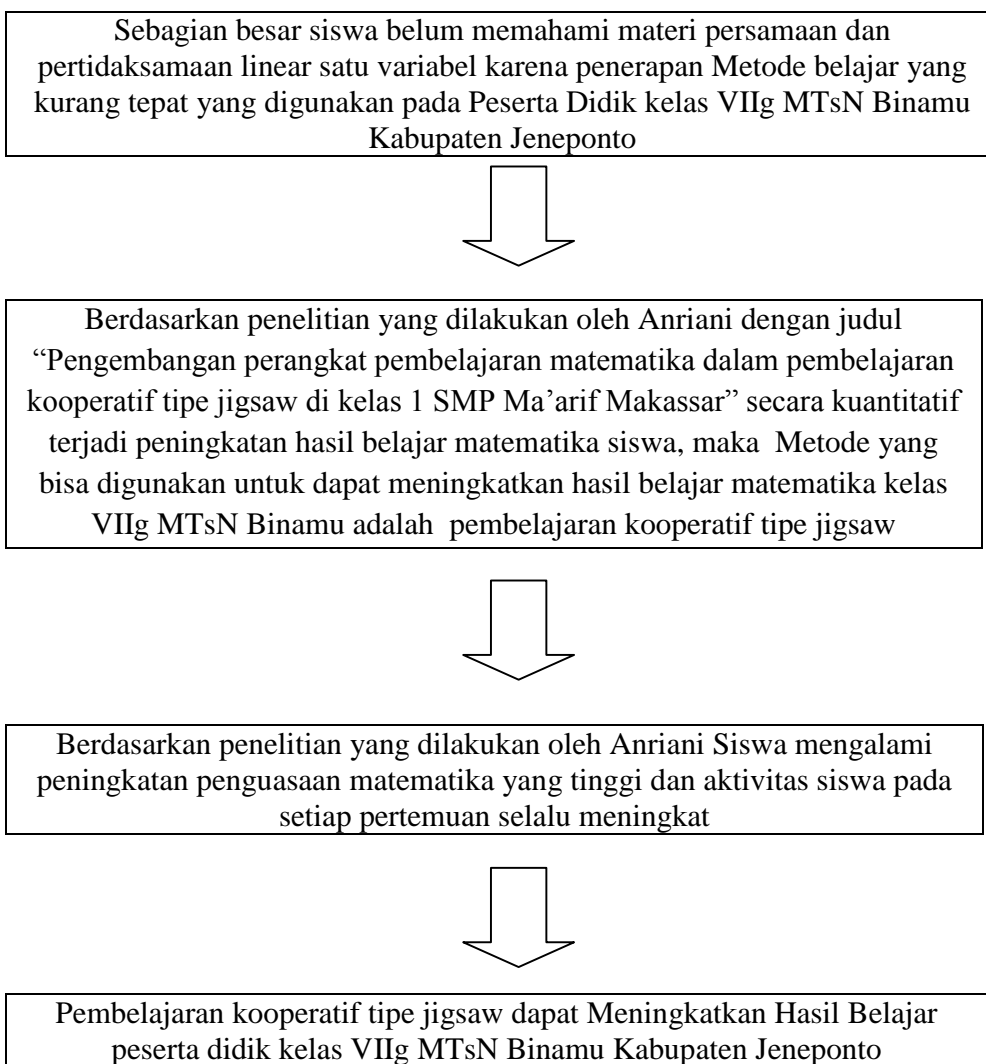 Sebagian besar siswa belum memahami materi persamaan dan
pertidaksamaan linear satu variabel karena penerapan Metode belajar yang
kurang tepat yang digunakan pada Peserta Didik kelas VIIg MTsN Binamu
Kabupaten Jeneponto
Berdasarkan penelitian yang dilakukan oleh Anriani dengan judul
“Pengembangan perangkat pembelajaran matematika dalam pembelajaran
kooperatif tipe jigsaw di kelas 1 SMP Ma’arif Makassar” secara kuantitatif
terjadi peningkatan hasil belajar matematika siswa, maka Metode yang
bisa digunakan untuk dapat meningkatkan hasil belajar matematika kelas
VIIg MTsN Binamu adalah pembelajaran kooperatif tipe jigsaw
Berdasarkan penelitian yang dilakukan oleh Anriani Siswa mengalami
peningkatan penguasaan matematika yang tinggi dan aktivitas siswa pada
setiap pertemuan selalu meningkat
Pembelajaran kooperatif tipe jigsaw dapat Meningkatkan Hasil Belajar
peserta didik kelas VIIg MTsN Binamu Kabupaten Jeneponto